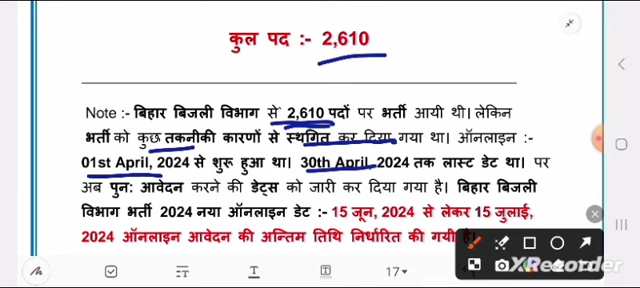 कुल पद :- 2,610
Note :- बिहार बिजली विभाग से 2,610 पदों पर भर्ती आयी थी। लेकिन
भर्ती को कुछ तकनीकी कारणों से स्थगित कर दिया गया था। ऑनलाइन :-
01st April, 2024 से शुरू हुआ था। 30th April, 2024 तक लास्ट डेट था। पर
अब पुन: आवेदन करने की डेट्स को जारी कर दिया गया है। बिहार बिजली
विभाग भर्ती 2024 नया ऑनलाइन डेट :- 15 जून, 2024 से लेकर 15 जुलाई,
2024 ऑनलाइन आवेदन की अन्तिम तिथि निर्धारित की गयी है।
XRecorder
17